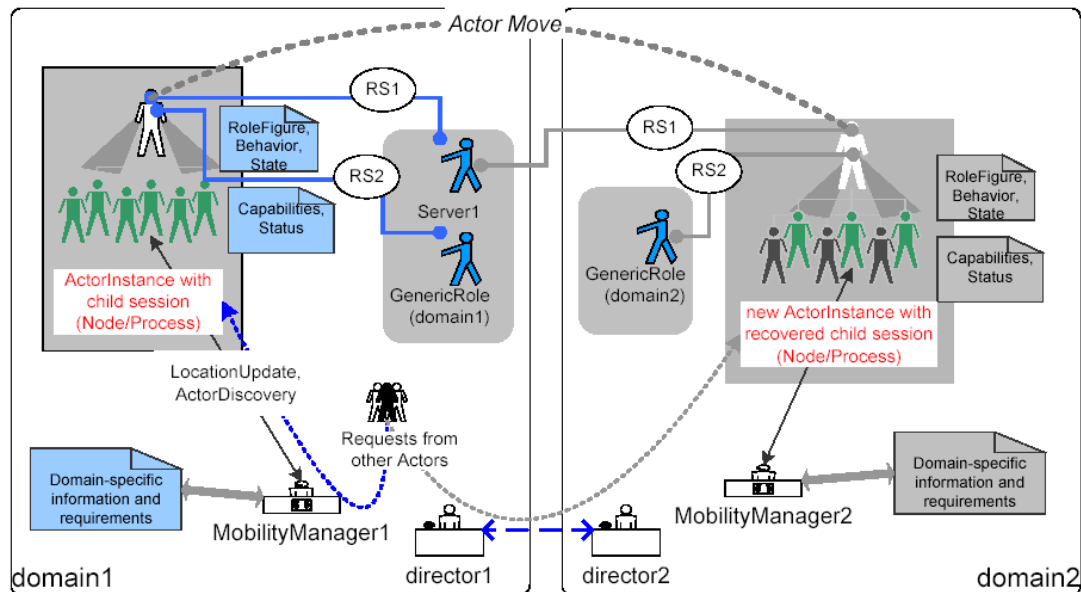 Actor Move
RS1
RoleFigure,
Behavior,
State
RS2
Capabilities,
Status
Server1
GenericRole
(domain1)
ActorInstance with
child session
(Node/Process)
LocationUpdate,
ActorDiscovery
Requests from
other Actors
Domain-specific
information and
requirements
MobilityManager1
director1
domain1
RS1
RS2
RoleFigure,
Behavior,
State
Capabilities,
Status
GenericRole
(domain2)
new ActorInstance with
recovered child session
(Node/Process)
Domain-specific
information and
requirements
MobilityManager2
director2
domain2